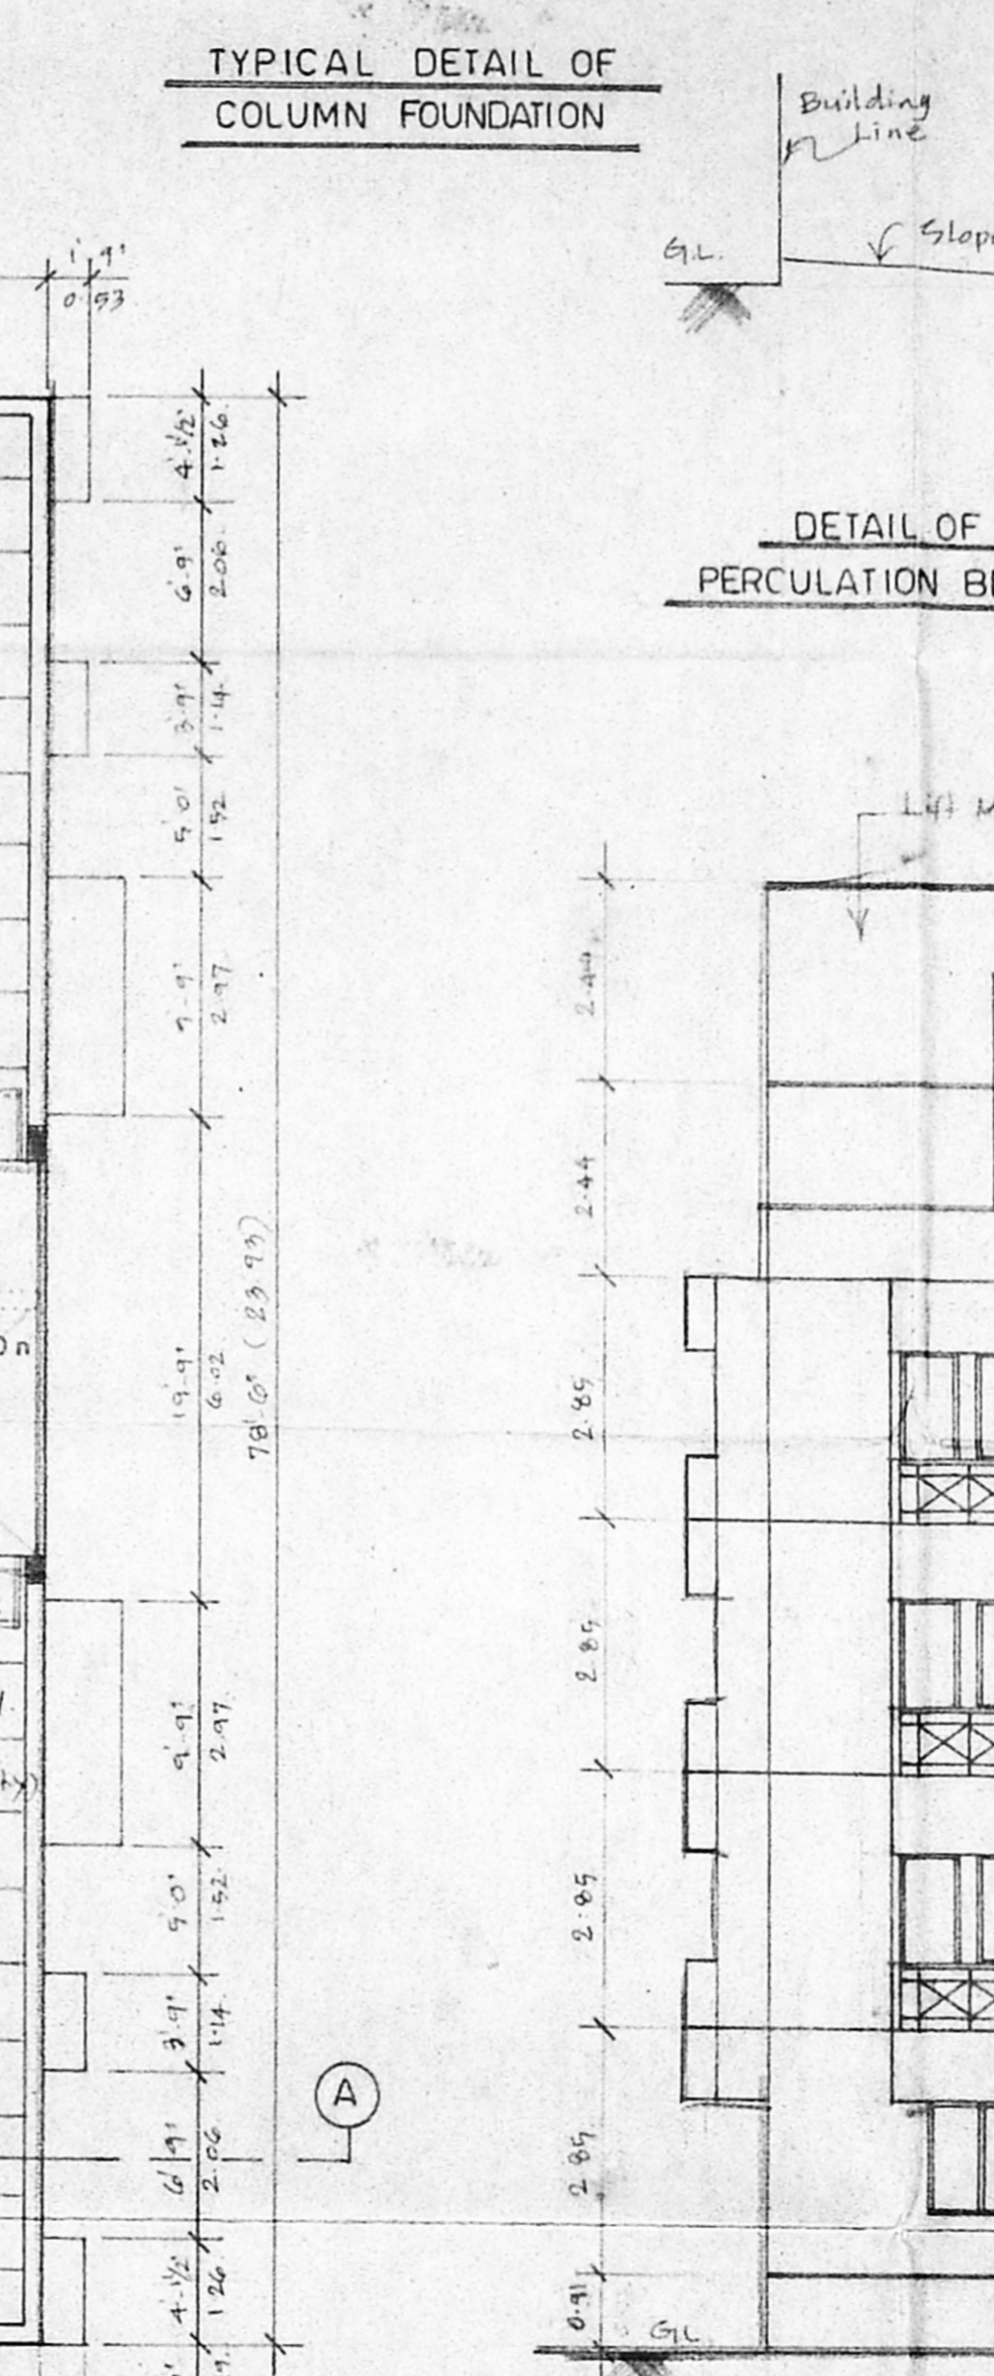 TYPICAL DETAIL OF
COLUMN FOUNDATION
Building
Line
G.L.
Slope
1' 9"
0.53
4'.1/2"
1.26
6'.9"
2.06
3'.9"
1.14
5'.0"
1.52
DETAIL OF
PERCULATION
Lift M
9'-9"
2.97
2.44
2.44
19'-9"
6.02
78'-6" (23.93)
2.85
2.85
9'-9"
2.97
5'.0"
1.52
2.85
3'.9"
1.14
A
6'.9"
2.06
2.85
4'.1/2"
1.26
0.91
G.L